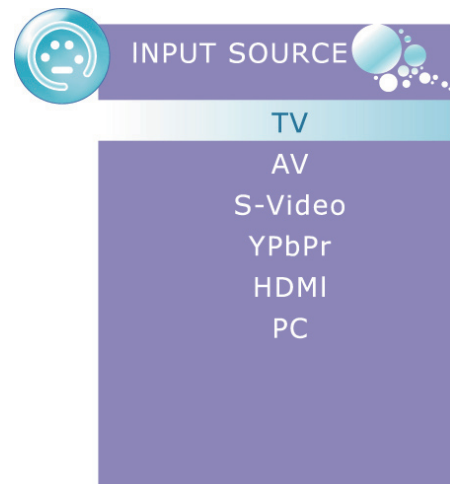 INPUT SOURCE
TV
AV
S-Video
YPbPr
HDMI
PC